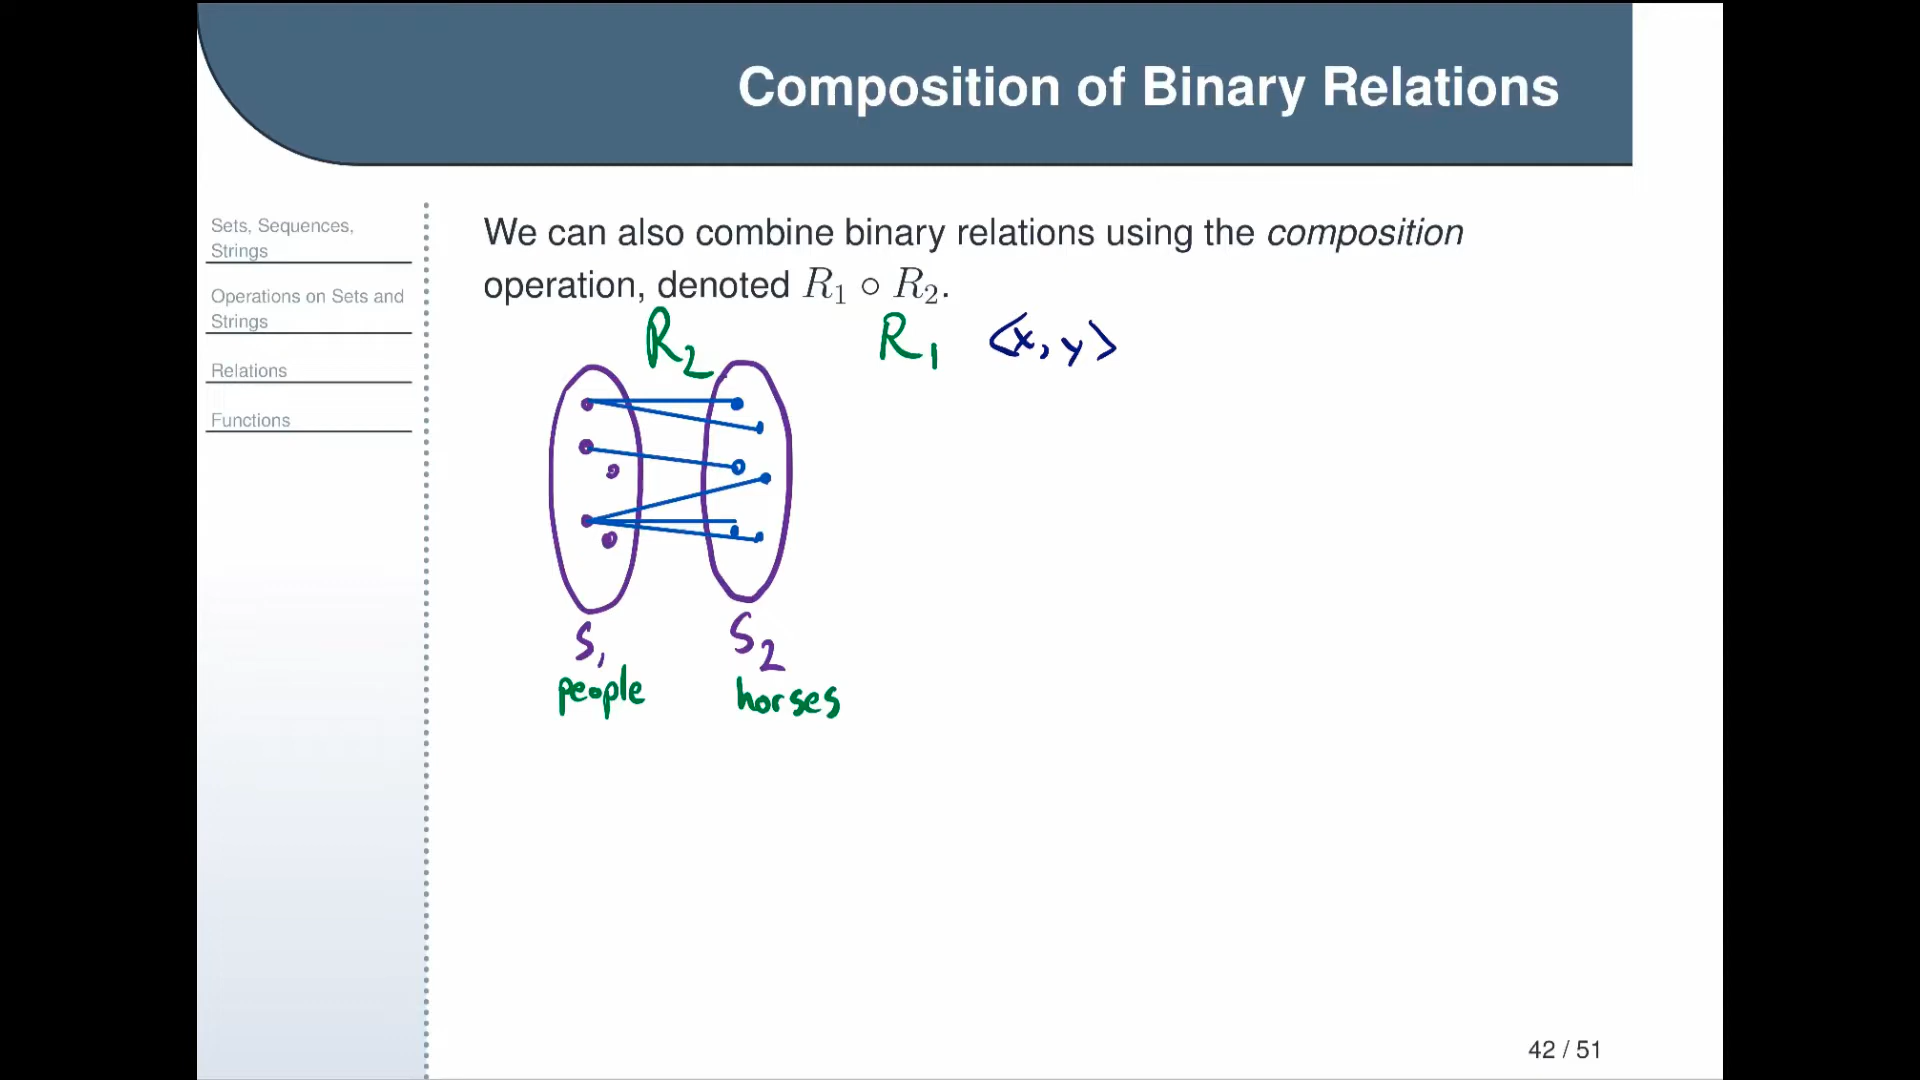 Composition of Binary Relations
Sets, Sequences,
Strings
Operations on Sets and
Strings
Relations
Functions
We can also combine binary relations using the composition
operation, denoted R₁ ∘ R₂.
R₂ R₁ <x, y>
S₁ S₂
people horses
42 / 51